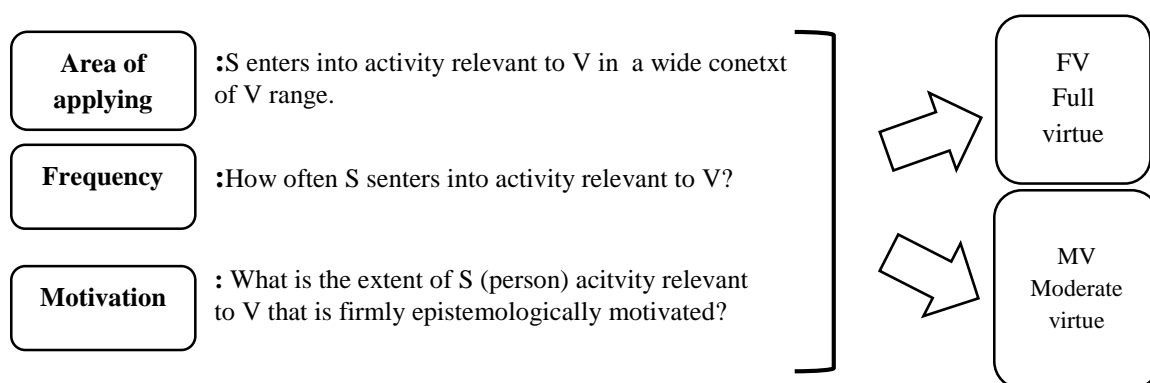 Area of
applying
:S enters into activity relevant to V in a wide conetxt
of V range.
Frequency
:How often S senters into activity relevant to V?
Motivation
: What is the extent of S (person) acitvity relevant
to V that is firmly epistemologically motivated?
FV
Full
virtue
MV
Moderate
virtue